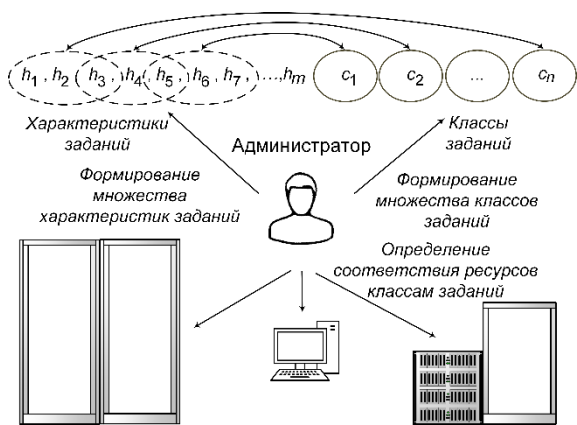 h1 , h2 , h3 , h4 , h5 , h6 , h7 , ...,hm c1 c2 ... cn
Характеристики
заданий
Классы
заданий
Администратор
Формирование
множества
характеристик заданий
Формирование
множества классов
заданий
Определение
соответствия ресурсов
классам заданий